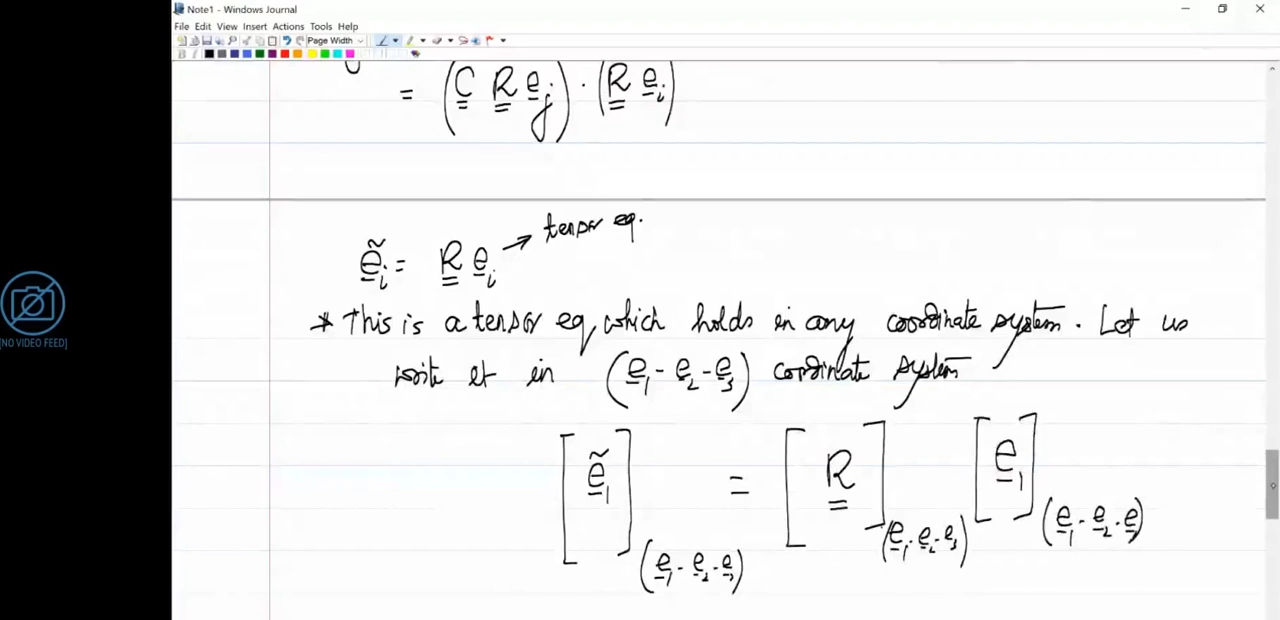 Note1 - Windows Journal
File Edit View Insert Actions Tools Help
Page Width
= (C R e_j) · (R e_i)
ẽ_i = R e_i → tensor eq.
* This is a tensor eq which holds in any coordinate system. Let us
write it in (e_1 - e_2 - e_3) cordinate system
[ẽ_1]_(e_1 - e_2 - e_3) = [R]_(e_1 - e_2 - e_3) [e_1]_(e_1 - e_2 - e_3)
[NO VIDEO FEED]